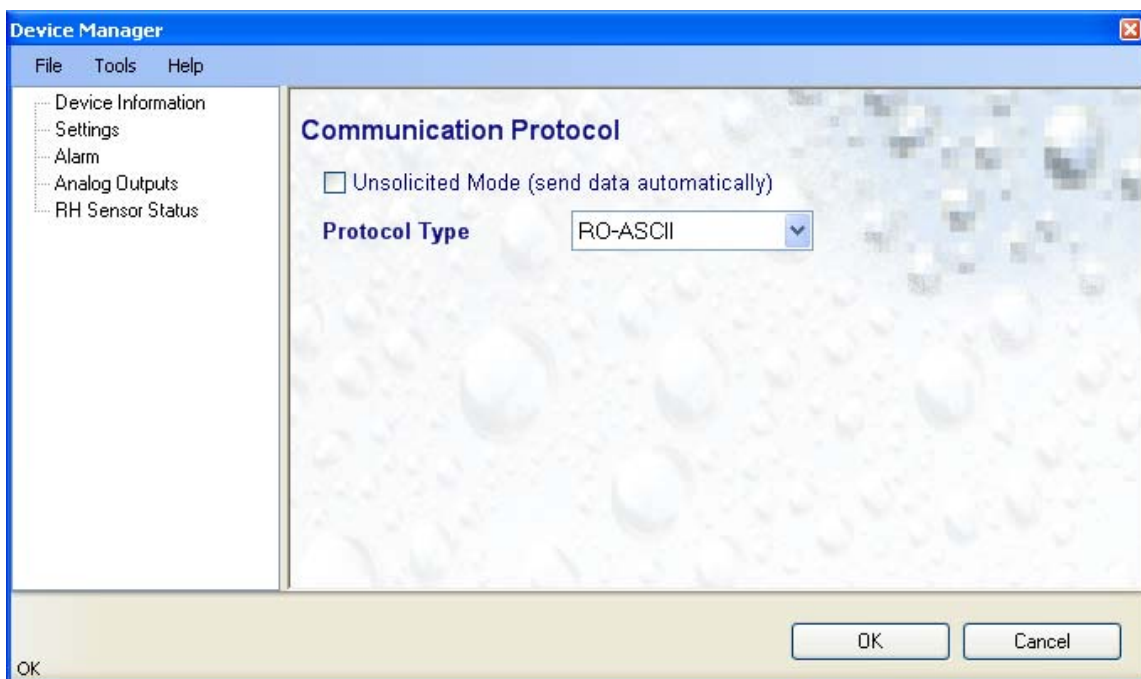 Device Manager
File Tools Help
Device Information
Settings
Alarm
Analog Outputs
RH Sensor Status
Communication Protocol
Unsolicited Mode (send data automatically)
Protocol Type RO-ASCII
OK Cancel
OK